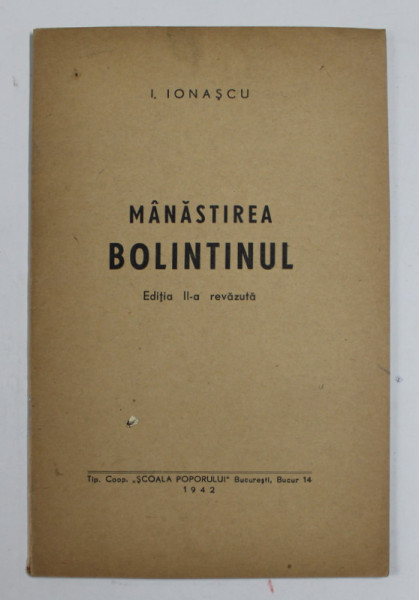 I. IONAȘCU
MÂNĂSTIREA
BOLINTINUL
Ediția II-a revăzută
Tip. Coop. „ȘCOALA POPORULUI” București, Bucur 14
1942